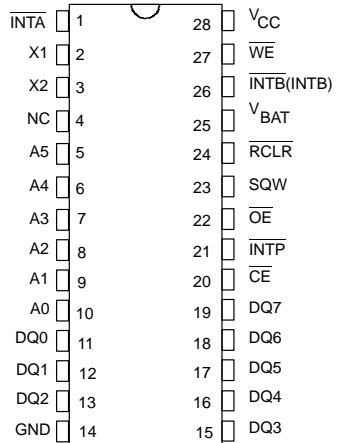 INTA 1 28 VCC
X1 2 27 WE
X2 3 26 INTB(INTB)
NC 4 25 VBAT
A5 5 24 RCLR
A4 6 23 SQW
A3 7 22 OE
A2 8 21 INTP
A1 9 20 CE
A0 10 19 DQ7
DQ0 11 18 DQ6
DQ1 12 17 DQ5
DQ2 13 16 DQ4
GND 14 15 DQ3